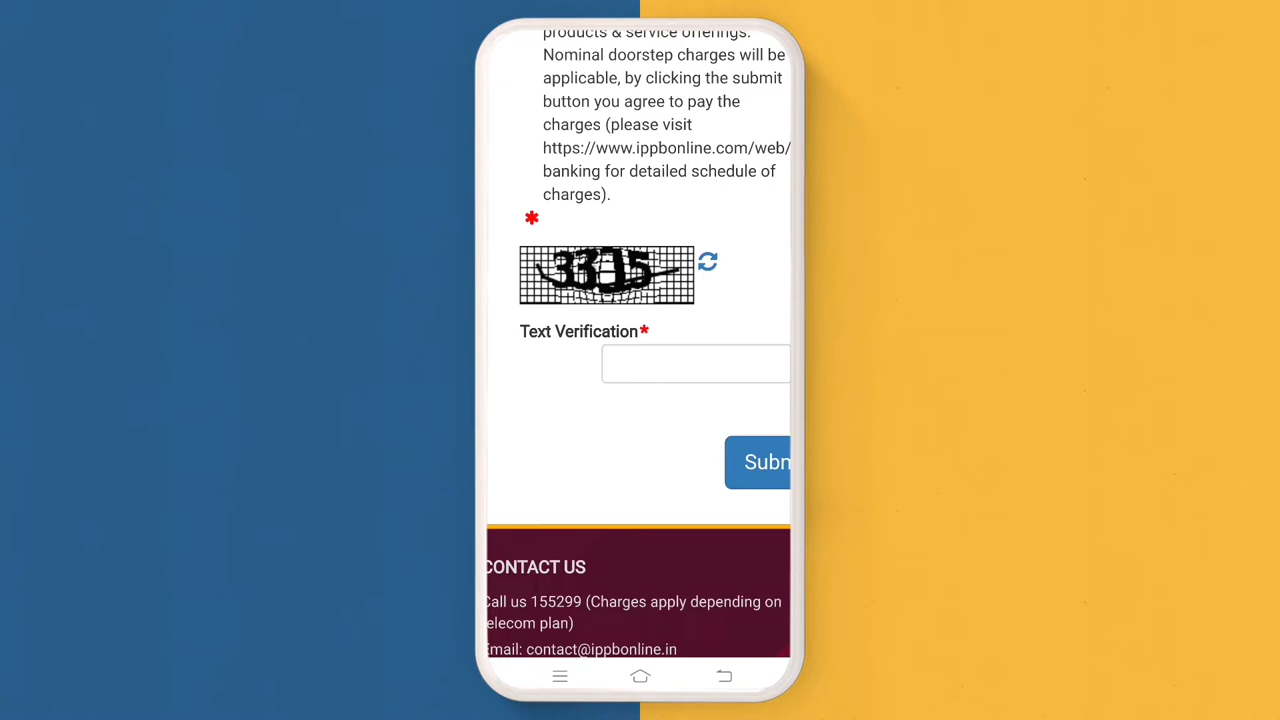 products & service offerings.
Nominal doorstep charges will be
applicable, by clicking the submit
button you agree to pay the
charges (please visit
https://www.ippbonline.com/web/
banking for detailed schedule of
charges).
*
Text Verification*
Subm
CONTACT US
Call us 155299 (Charges apply depending on
telecom plan)
Email: contact@ippbonline.in